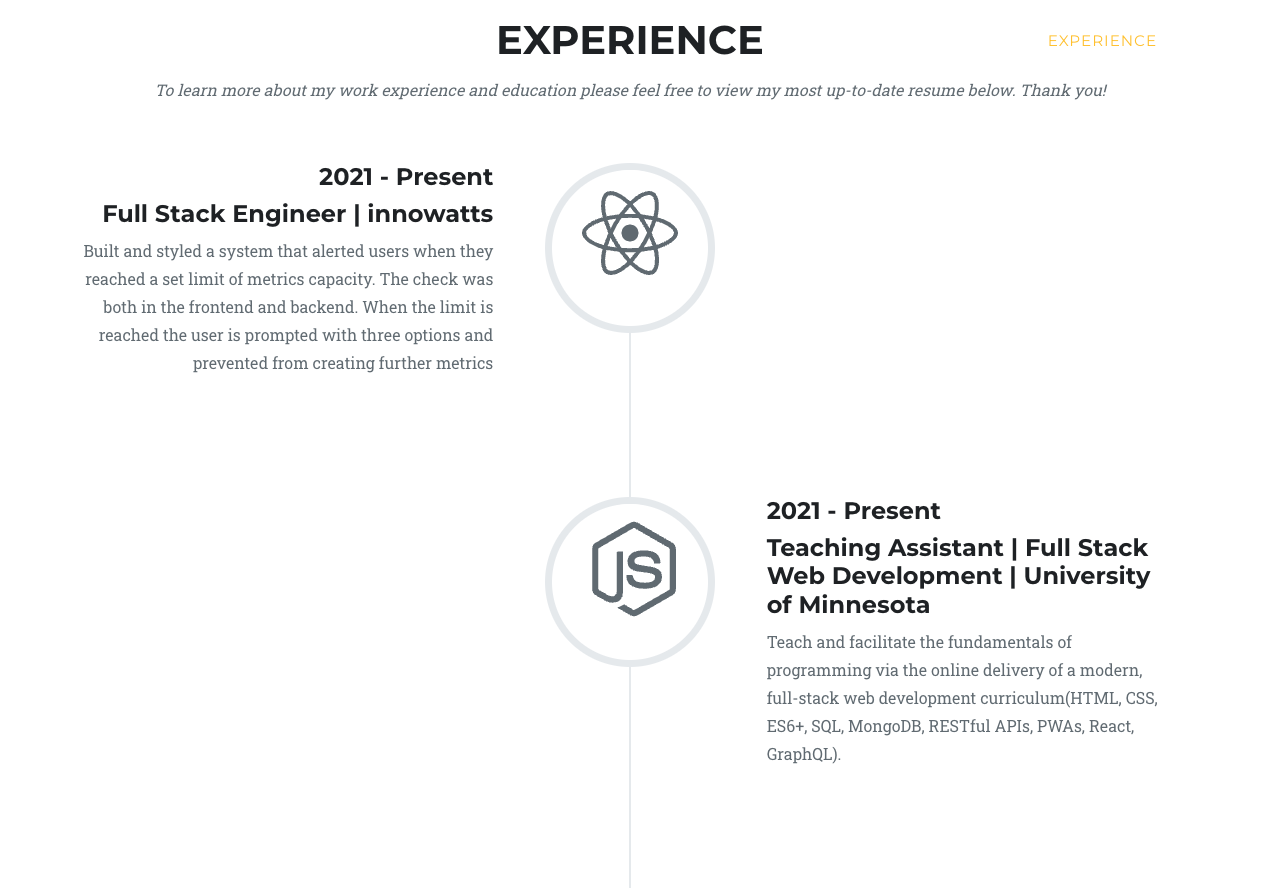 EXPERIENCE
EXPERIENCE
To learn more about my work experience and education please feel free to view my most up-to-date resume below. Thank you!
2021 - Present
Full Stack Engineer | innowatts
Built and styled a system that alerted users when they
reached a set limit of metrics capacity. The check was
both in the frontend and backend. When the limit is
reached the user is prompted with three options and
prevented from creating further metrics
JS
2021 - Present
Teaching Assistant | Full Stack
Web Development | University
of Minnesota
Teach and facilitate the fundamentals of
programming via the online delivery of a modern,
full-stack web development curriculum(HTML, CSS,
ES6+, SQL, MongoDB, RESTful APIs, PWAs, React,
GraphQL).